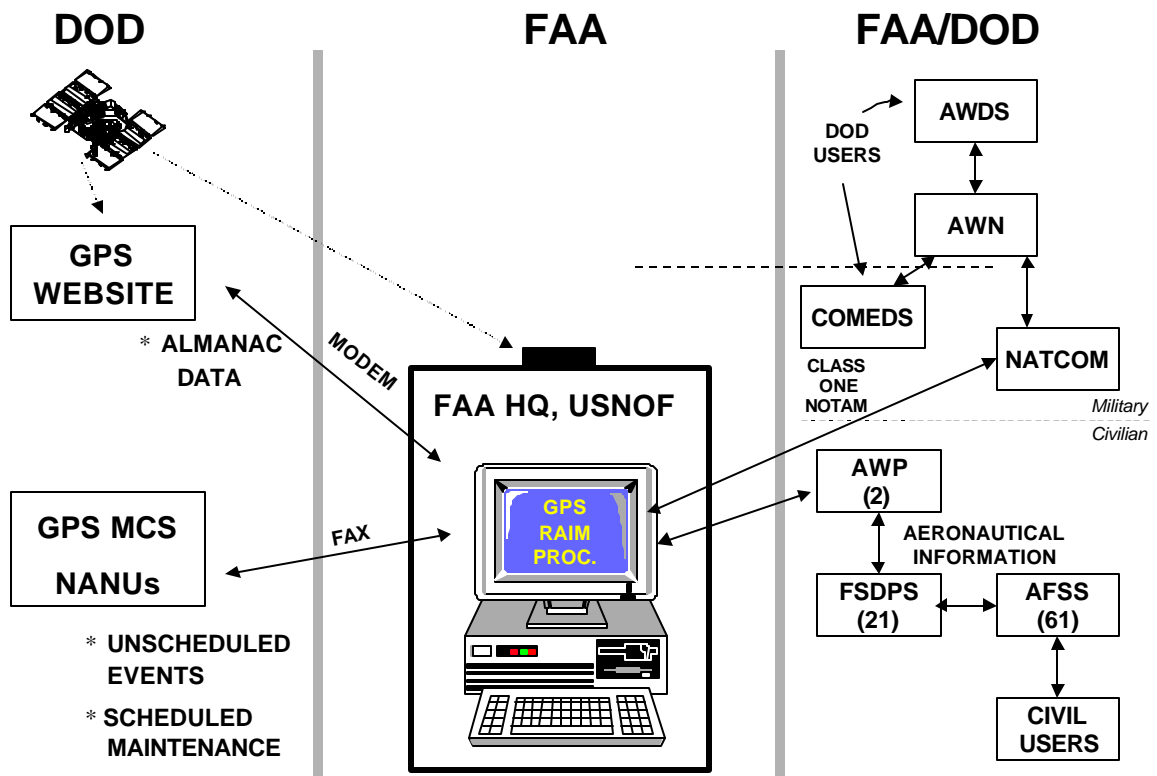 DOD
FAA
FAA/DOD
GPS
WEBSITE
* ALMANAC
DATA
GPS MCS
NANUs
* UNSCHEDULED
EVENTS
* SCHEDULED
MAINTENANCE
MODEM
FAX
FAA HQ, USNOF
GPS
RAIM
PROC.
DOD
USERS
AWDS
AWN
COMEDS
CLASS
ONE
NOTAM
NATCOM
Military
Civilian
AWP
(2)
AERONAUTICAL
INFORMATION
FSDPS
(21)
AFSS
(61)
CIVIL
USERS